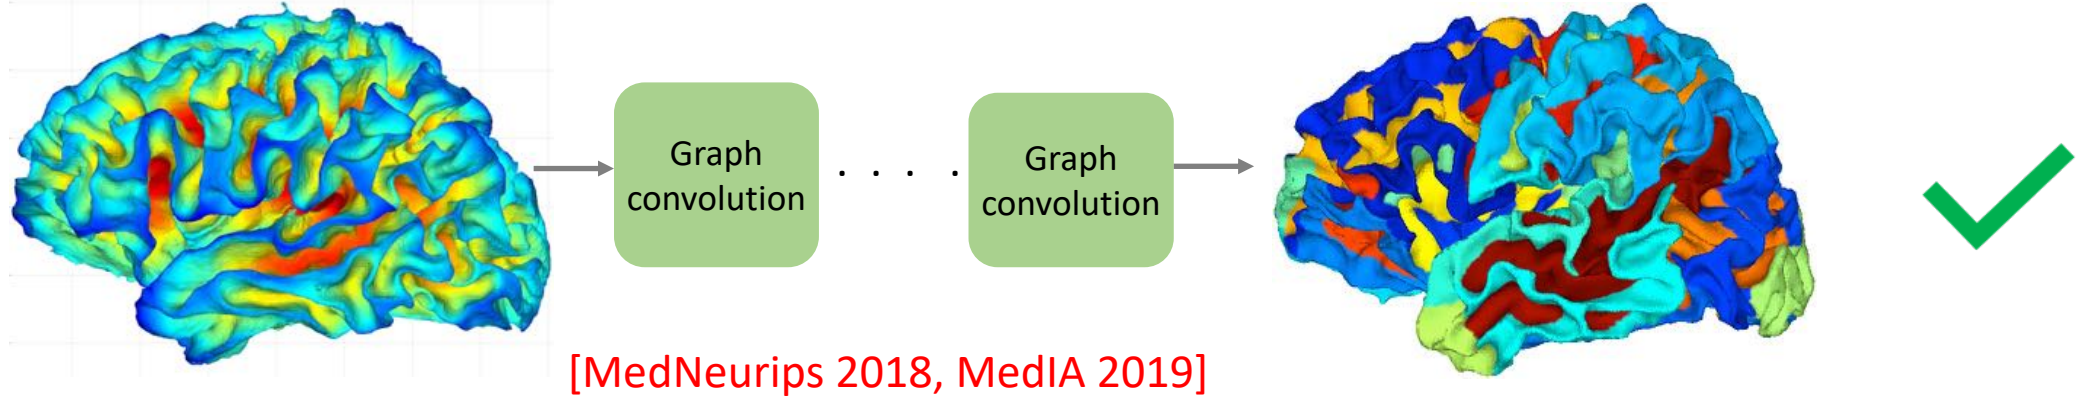 Graph
convolution
. . . .
Graph
convolution
[MedNeurips 2018, MedIA 2019]